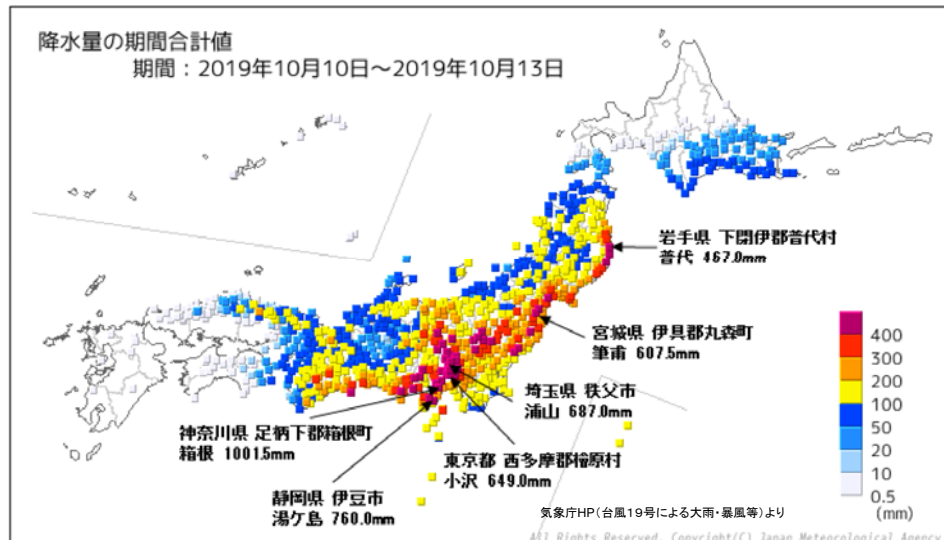 降水量の期間合計値
期間：2019年10月10日～2019年10月13日
岩手県 下閉伊郡普代村
普代 467.0mm
宮城県 伊具郡丸森町
筆甫 607.5mm
埼玉県 秩父市
浦山 687.0mm
神奈川県 足柄下郡箱根町
箱根 1001.5mm
東京都 西多摩郡檜原村
小沢 649.0mm
静岡県 伊豆市
湯ケ島 760.0mm
400
300
200
100
50
20
10
0.5
(mm)
気象庁HP（台風１９号による大雨・暴風等）より
All Rights Reserved. Copyright(C) Japan Meteorological Agency